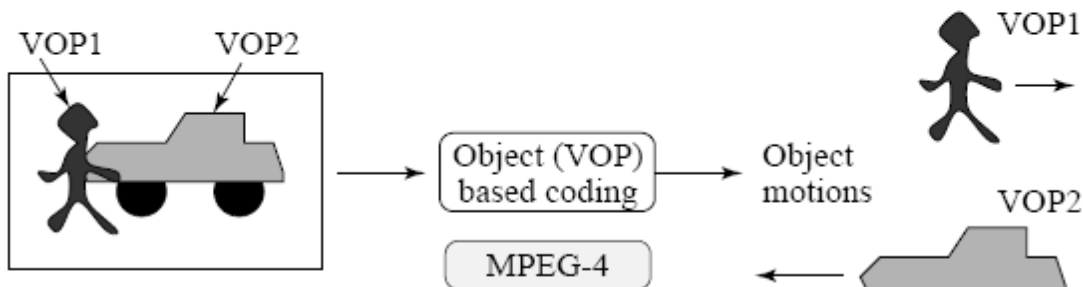 VOP1
VOP2
Object (VOP)
based coding
MPEG-4
Object
motions
VOP1
VOP2